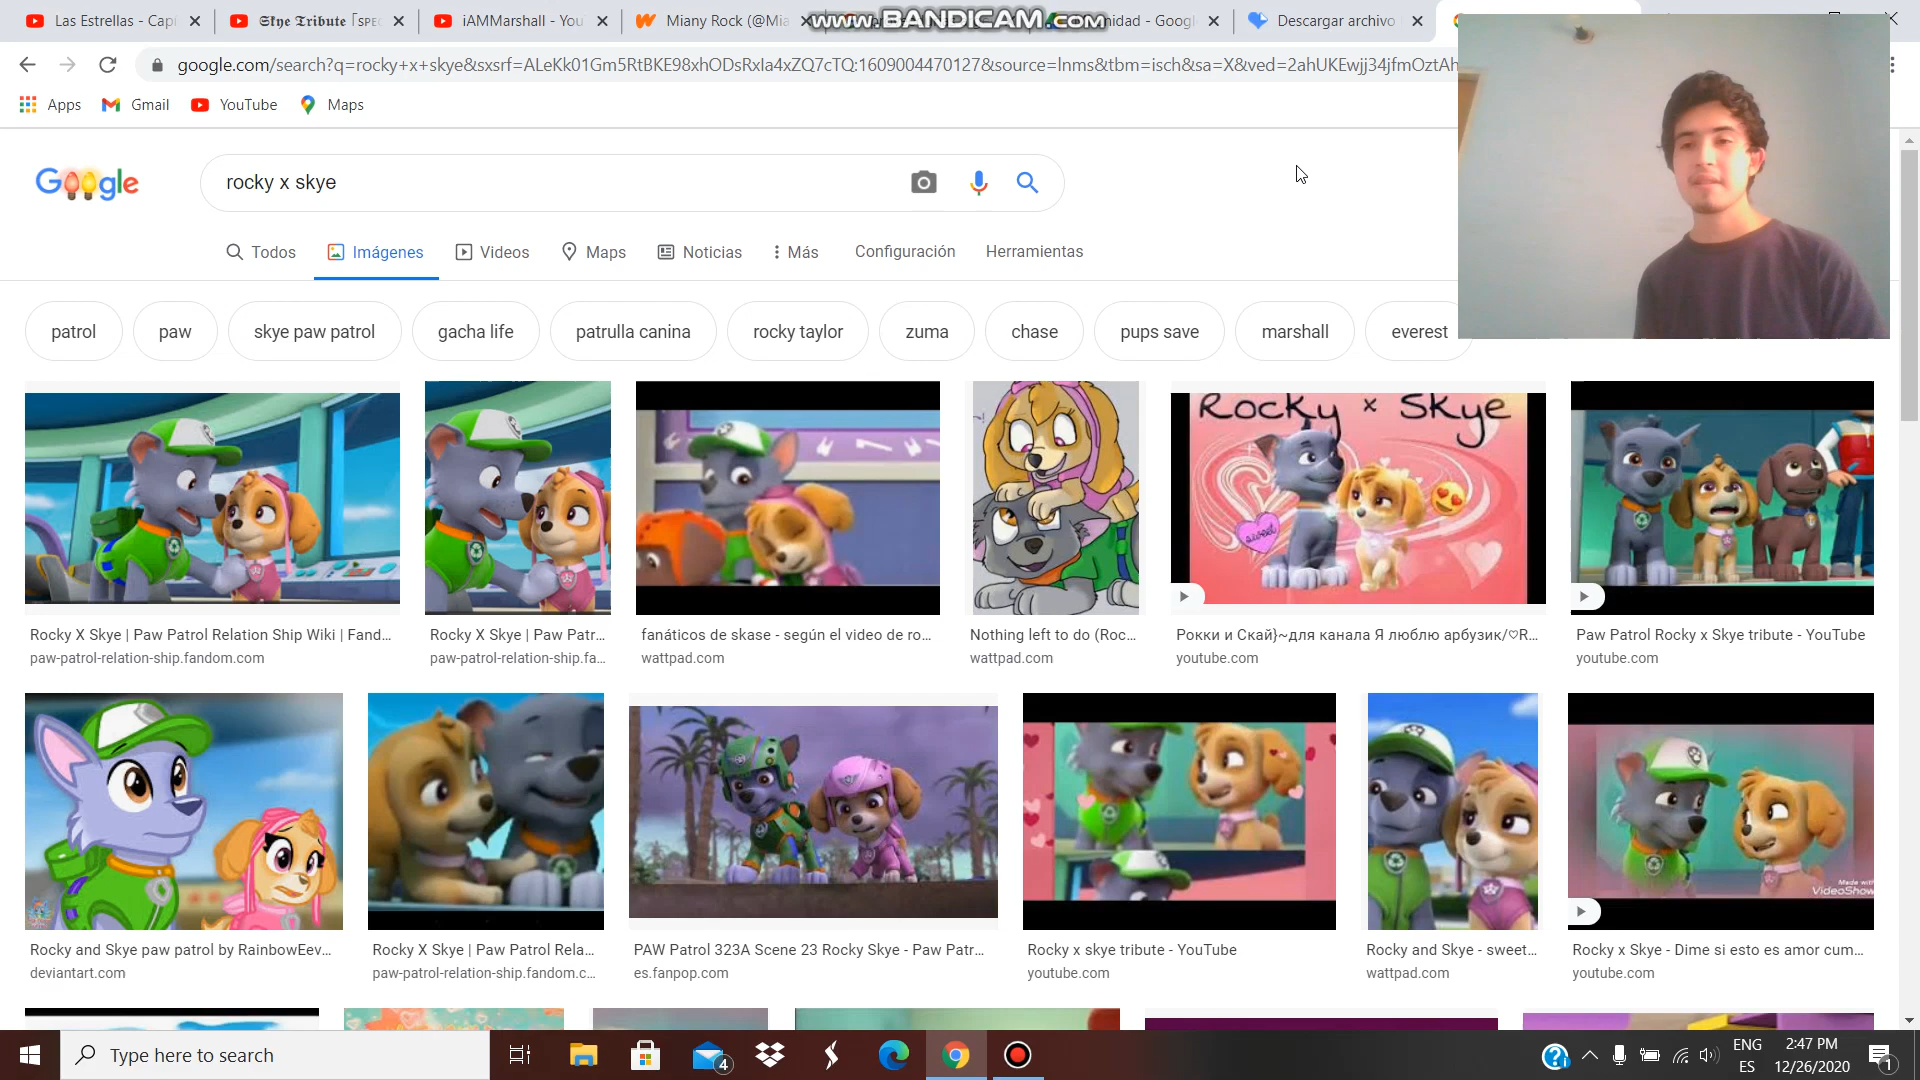 Las Estrellas - Capi
𝕾𝖐𝖞𝖊 𝕿𝖗𝖎𝖇𝖚𝖙𝖊「SPEC
iAMMarshall - You
Miany Rock (@Mia
www.BANDICAM.com
nidad - Googl
Descargar archivo
google.com/search?q=rocky+x+skye&sxsrf=ALeKk01Gm5RtBKE98xhODsRxIa4xZQ7cTQ:1609004470127&source=lnms&tbm=isch&sa=X&ved=2ahUKEwjj34jfmOztAh
Apps
Gmail
YouTube
Maps
Google
rocky x skye
Todos
Imágenes
Videos
Maps
Noticias
Más
Configuración
Herramientas
patrol
paw
skye paw patrol
gacha life
patrulla canina
rocky taylor
zuma
chase
pups save
marshall
everest
Rocky x Skye
Rocky X Skye | Paw Patrol Relation Ship Wiki | Fand...
paw-patrol-relation-ship.fandom.com
Rocky X Skye | Paw Patr...
paw-patrol-relation-ship.fa...
fanáticos de skase - según el video de ro...
wattpad.com
Nothing left to do (Roc...
wattpad.com
Рокки и Скай}~для канала Я люблю арбузик/♡R...
youtube.com
Paw Patrol Rocky x Skye tribute - YouTube
youtube.com
Made with
VideoShow
Rocky and Skye paw patrol by RainbowEev...
deviantart.com
Rocky X Skye | Paw Patrol Rela...
paw-patrol-relation-ship.fandom.c...
PAW Patrol 323A Scene 23 Rocky Skye - Paw Patr...
es.fanpop.com
Rocky x skye tribute - YouTube
youtube.com
Rocky and Skye - sweet...
wattpad.com
Rocky x Skye - Dime si esto es amor cum...
youtube.com
Type here to search
4
ENG
ES
2:47 PM
12/26/2020
1